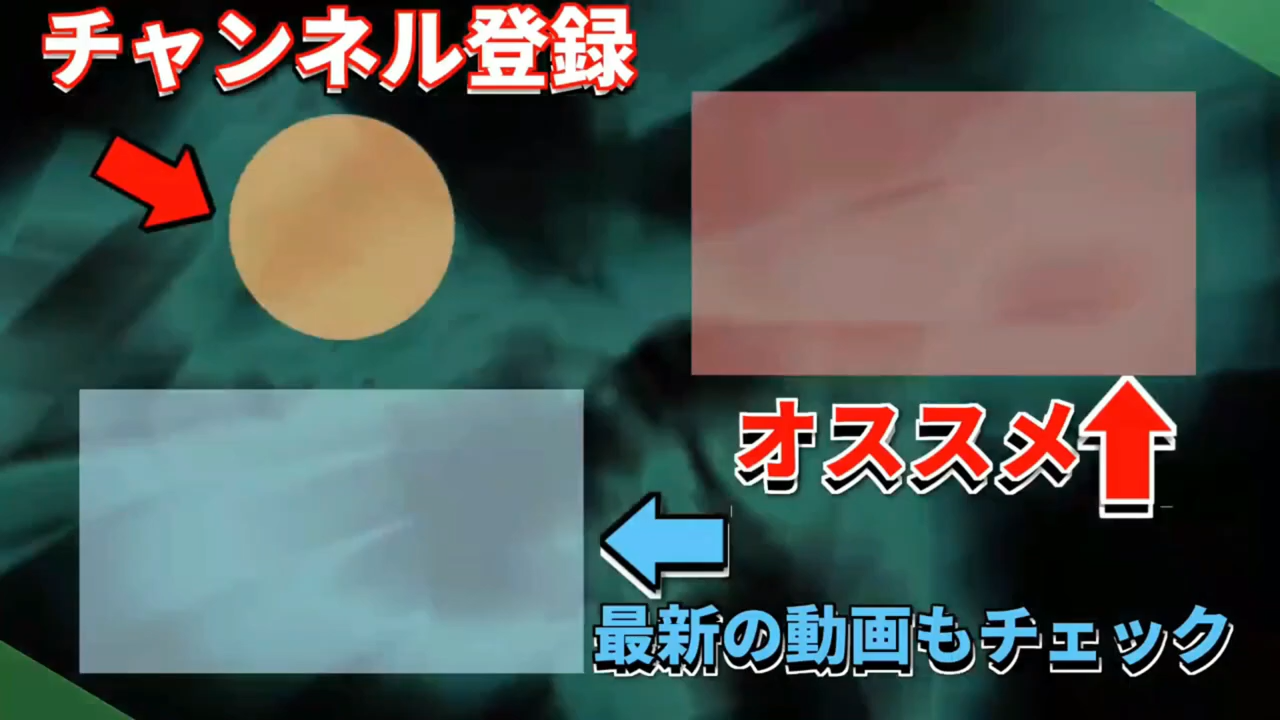 チャンネル登録
オススメ
最新の動画もチェック